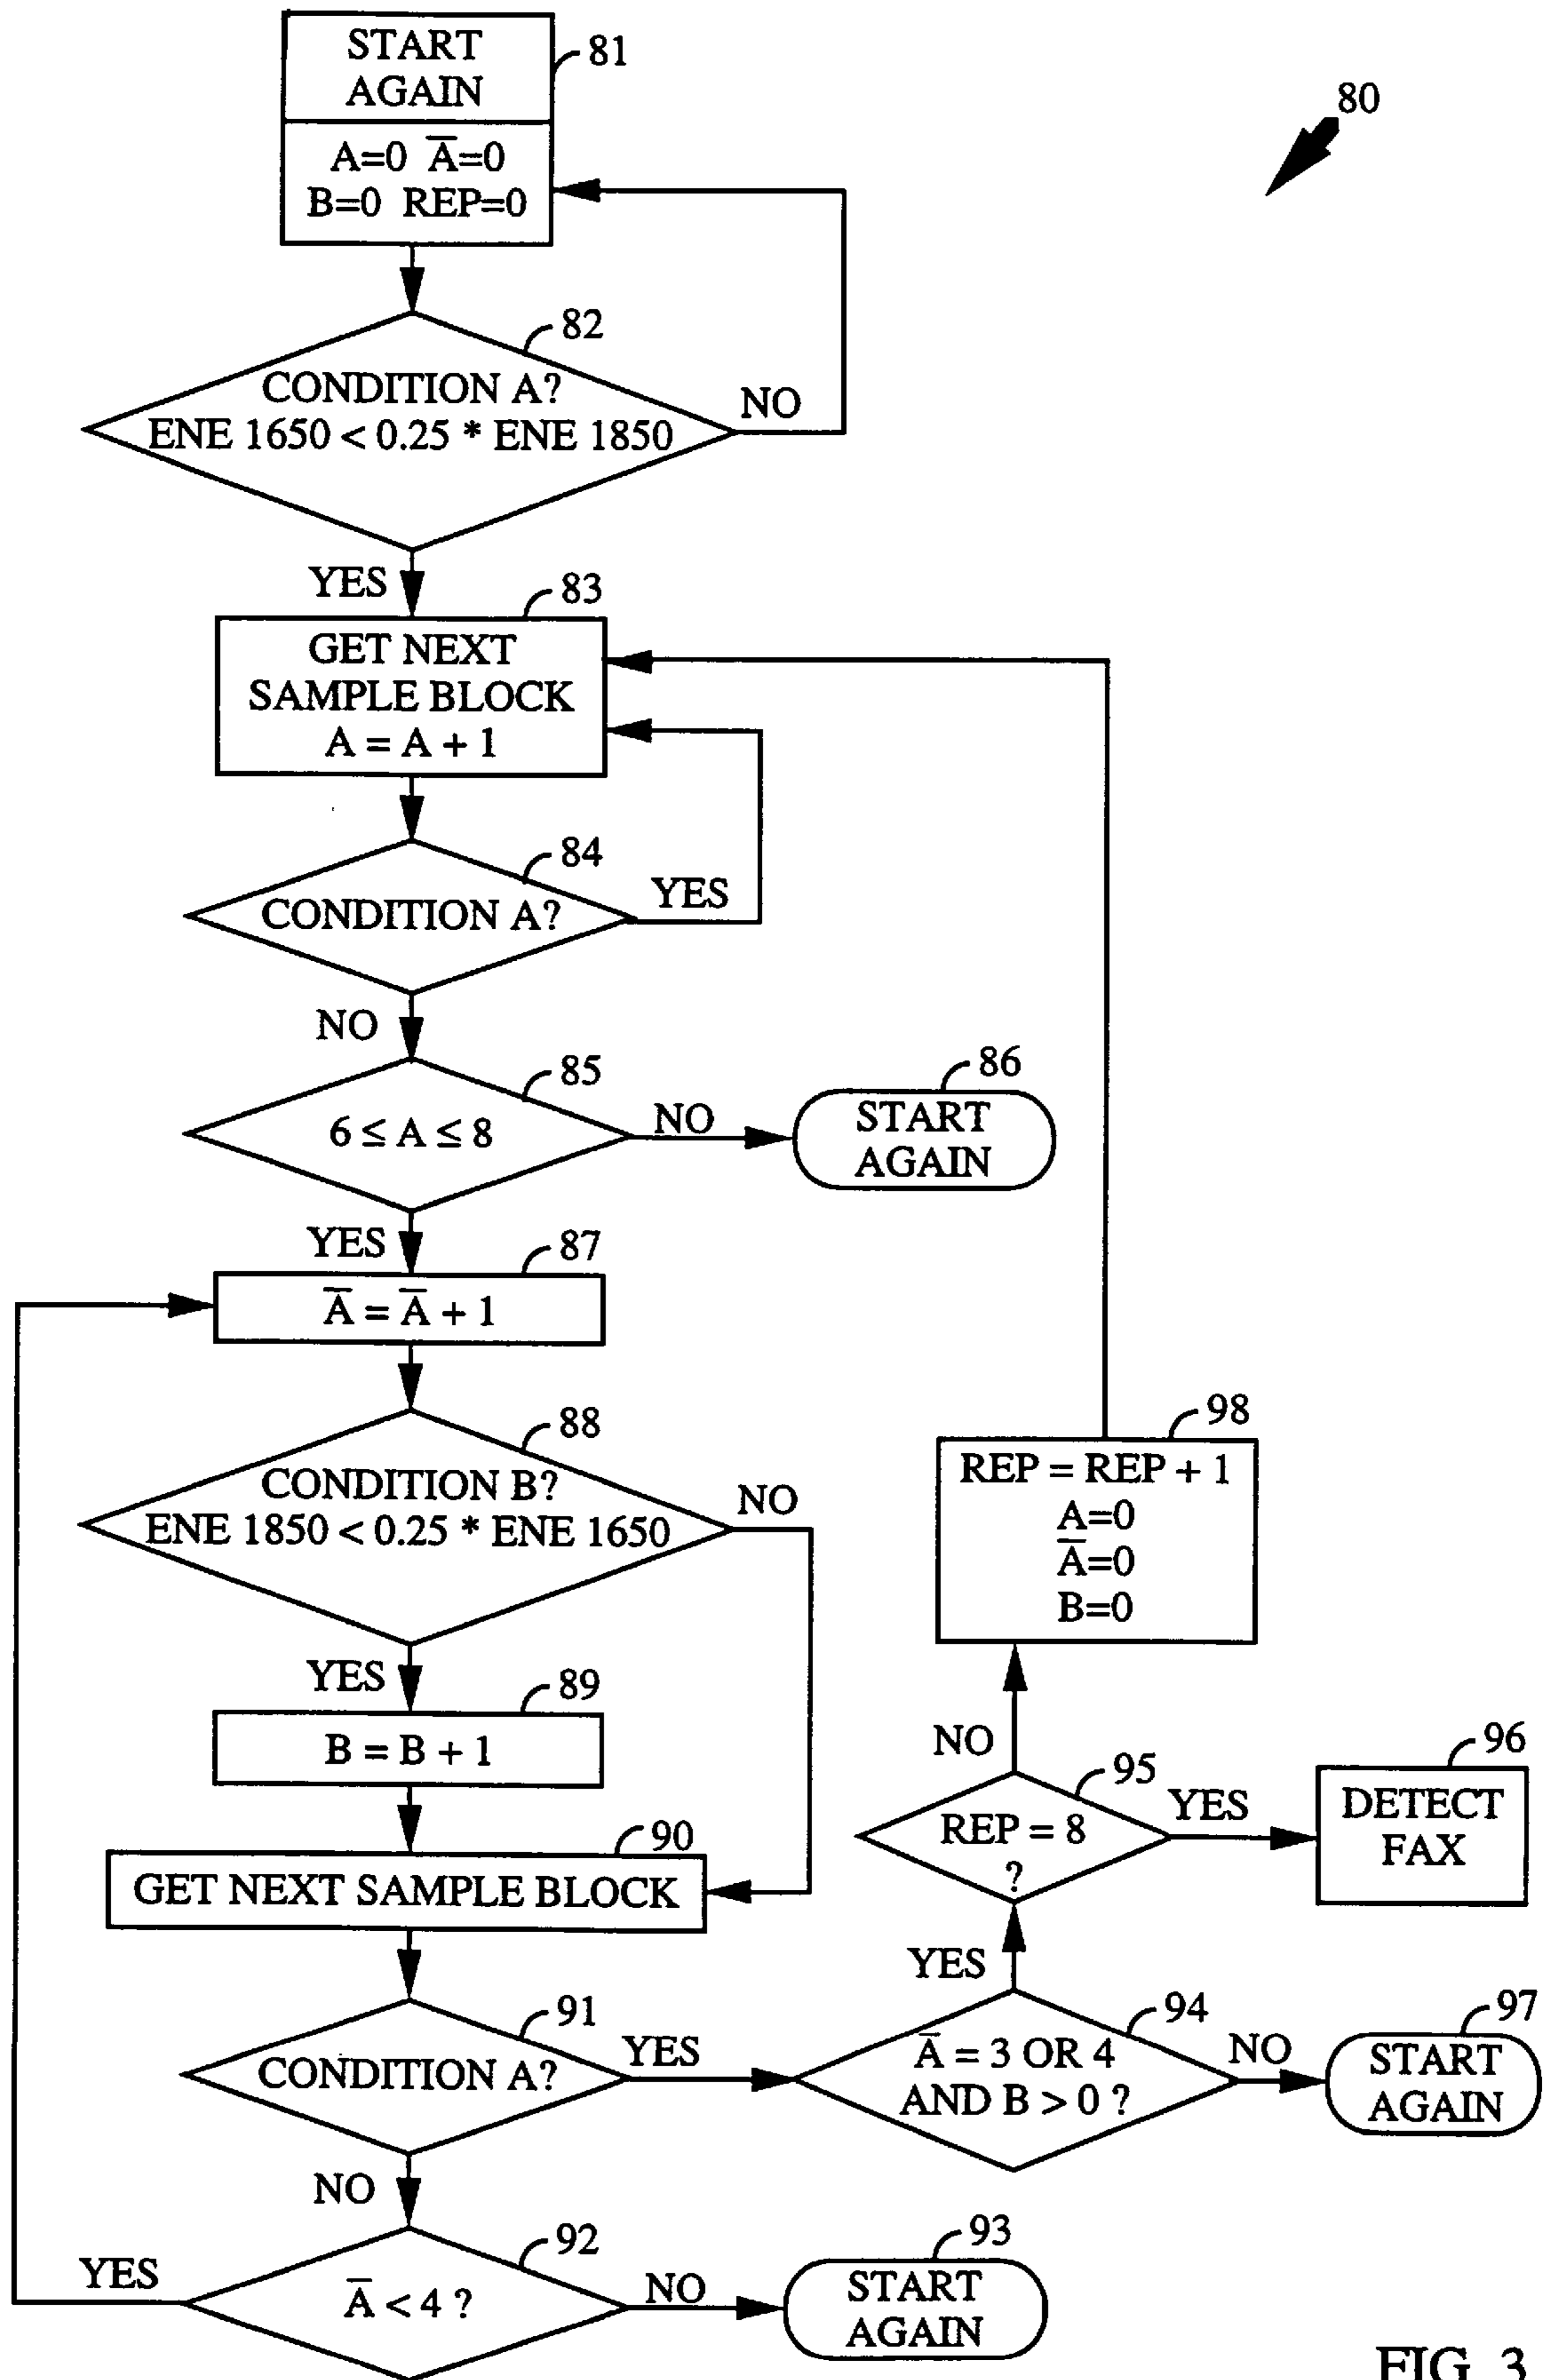 START
AGAIN
81
A=0 A̅=0
B=0 REP=0
80
82
CONDITION A?
ENE 1650 < 0.25 * ENE 1850
NO
YES
83
GET NEXT
SAMPLE BLOCK
A = A + 1
84
CONDITION A?
YES
NO
85
6 ≤ A ≤ 8
NO
86
START
AGAIN
YES
87
A̅ = A̅ + 1
88
CONDITION B?
ENE 1850 < 0.25 * ENE 1650
NO
YES
89
B = B + 1
90
GET NEXT SAMPLE BLOCK
91
CONDITION A?
YES
NO
92
A̅ < 4 ?
YES
NO
93
START
AGAIN
94
A̅ = 3 OR 4
AND B > 0 ?
NO
97
START
AGAIN
YES
95
REP = 8
?
YES
96
DETECT
FAX
NO
98
REP = REP + 1
A=0
A̅=0
B=0
FIG. 3